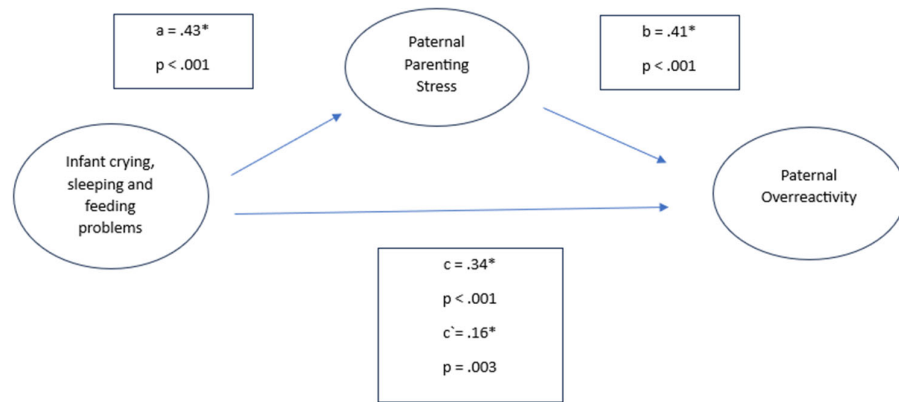 a = .43*
p < .001
Paternal
Parenting
Stress
b = .41*
p < .001
Infant crying,
sleeping and
feeding
problems
Paternal
Overreactivity
c = .34*
p < .001
c`= .16*
p = .003